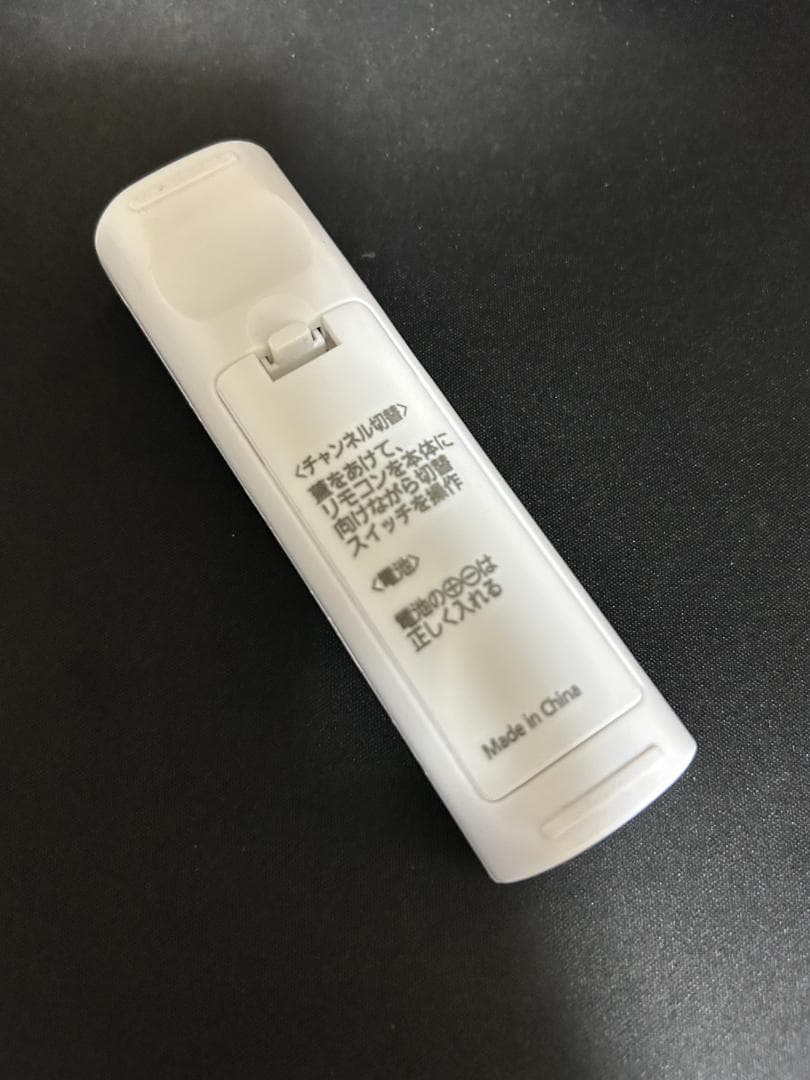 〈チャンネル切替〉
蓋をあけて、
リモコンを本体に
向けながら切替
スイッチを操作
〈電池〉
電池の⊕⊖は
正しく入れる
Made in China